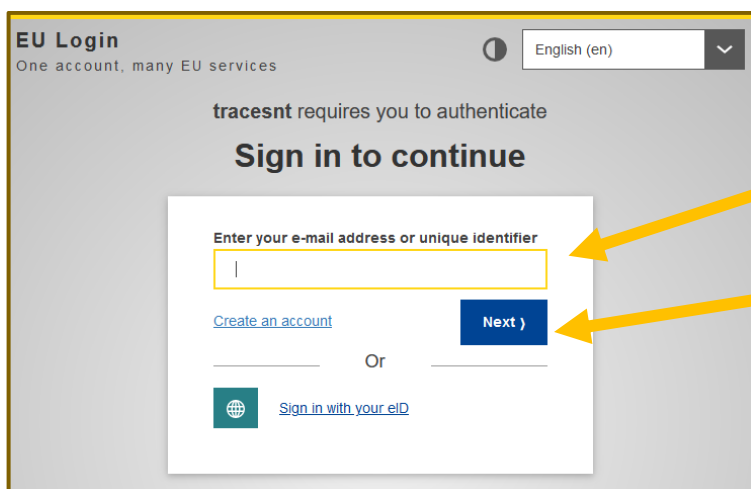 EU Login
One account, many EU services
English (en)
tracesnt requires you to authenticate
Sign in to continue
Enter your e-mail address or unique identifier
Create an account
Next ⟩
Or
Sign in with your eID